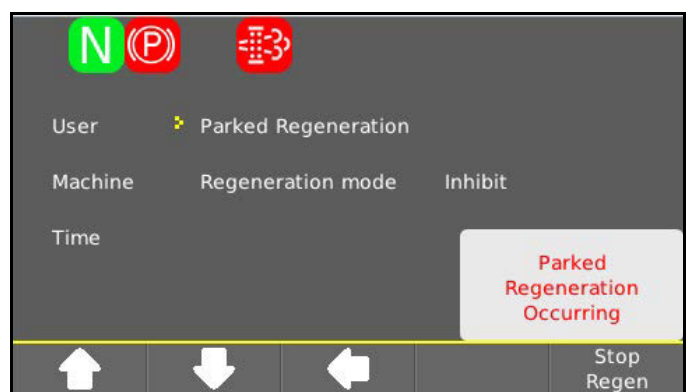 N (P)
User Parked Regeneration
Machine Regeneration mode Inhibit
Time
Parked
Regeneration
Occurring
Stop
Regen